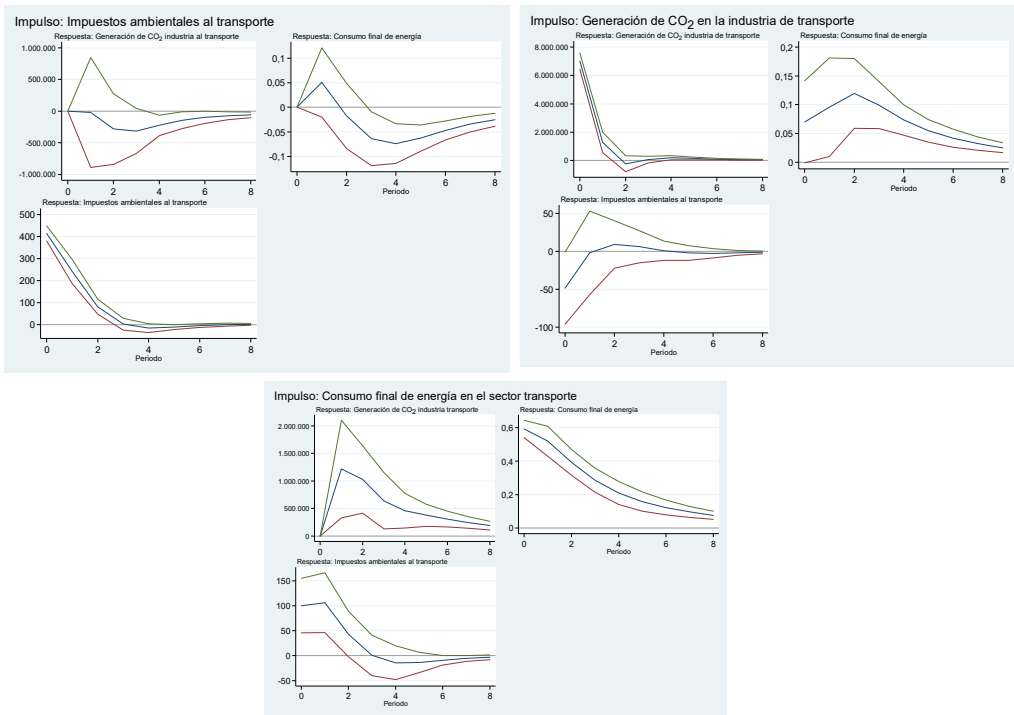 Impulso: Impuestos ambientales al transporte
Respuesta: Generación de CO2 industria al transporte
1.000.000
500.000
0
-500.000
-1.000.000
0 2 4 6 8
Respuesta: Consumo final de energía
0,1
0,05
0
-0,05
-0,1
0 2 4 6 8
Periodo
Respuesta: Impuestos ambientales al transporte
500
400
300
200
100
0
0 2 4 6 8
Periodo
Impulso: Generación de CO2 en la industria de transporte
Respuesta: Generación de CO2 industria de transporte
8.000.000
6.000.000
4.000.000
2.000.000
0
0 2 4 6 8
Respuesta: Consumo final de energía
0,2
0,15
0,1
0,05
0
0 2 4 6 8
Periodo
Respuesta: Impuestos ambientales al transporte
50
0
-50
-100
0 2 4 6 8
Periodo
Impulso: Consumo final de energía en el sector transporte
Respuesta: Generación de CO2 industria transporte
2.000.000
1.500.000
1.000.000
500.000
0
0 2 4 6 8
Respuesta: Consumo final de energía
0,6
0,4
0,2
0
0 2 4 6 8
Periodo
Respuesta: Impuestos ambientales al transporte
150
100
50
0
-50
0 2 4 6 8
Periodo